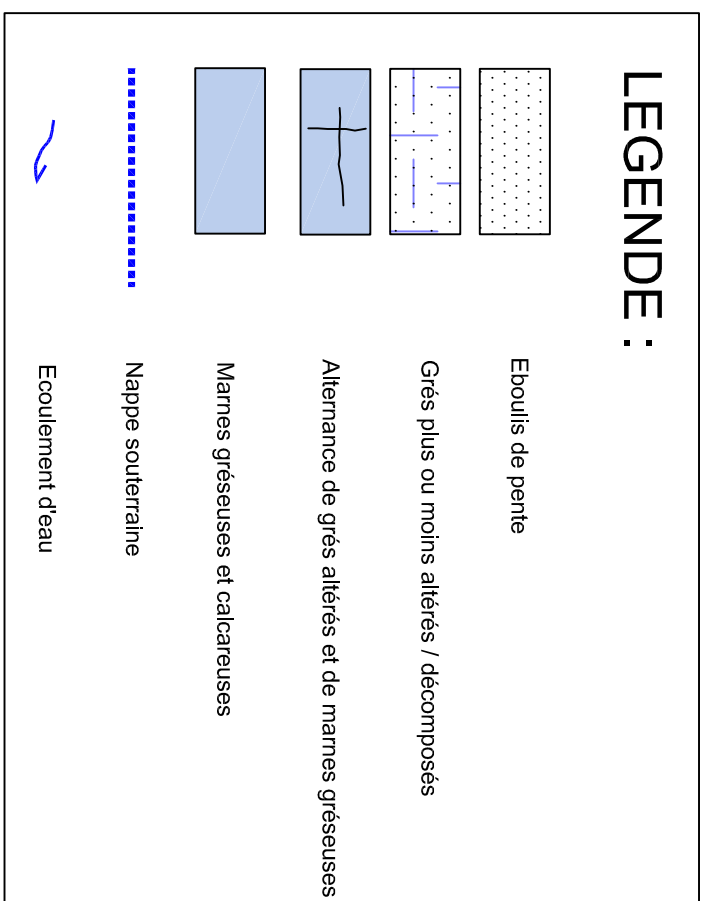 LEGENDE :
Eboulis de pente
Grés plus ou moins altérés / décomposés
Alternance de grés altérés et de marnes gréseuses
Marnes gréseuses et calcareuses
Nappe souterraine
Ecoulement d'eau